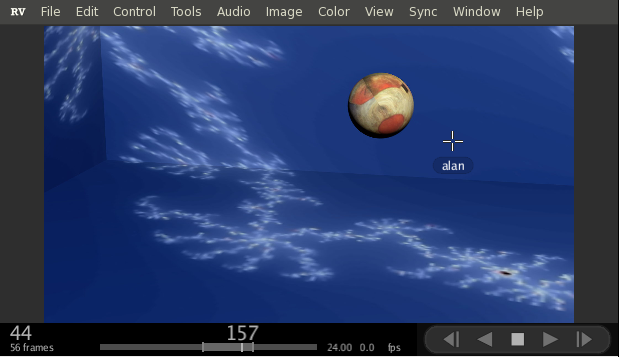 RV File Edit Control Tools Audio Image Color View Sync Window Help
alan
44 157
56 frames 24.00 0.0 fps